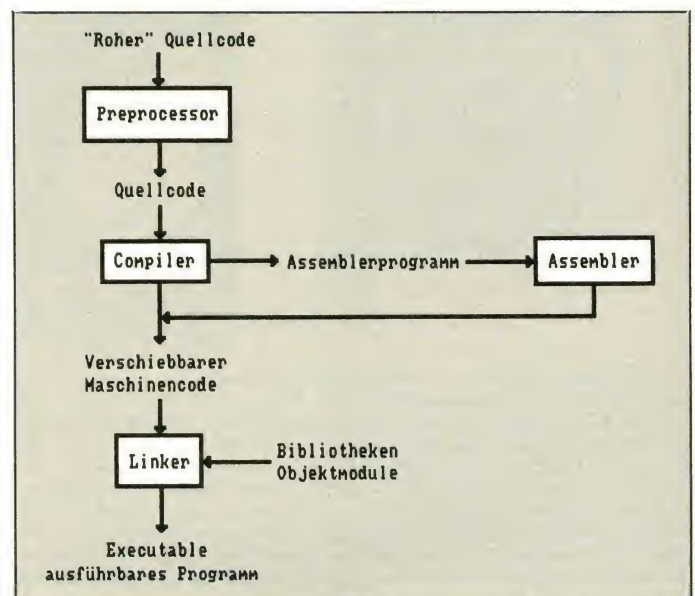 "Roher" Quellcode
Preprocessor
Quellcode
Compiler
Assemblerprogramm
Assembler
Verschiebbarer
Maschinencode
Linker
Bibliotheken
Objektmodule
Executable
ausführbares Programm